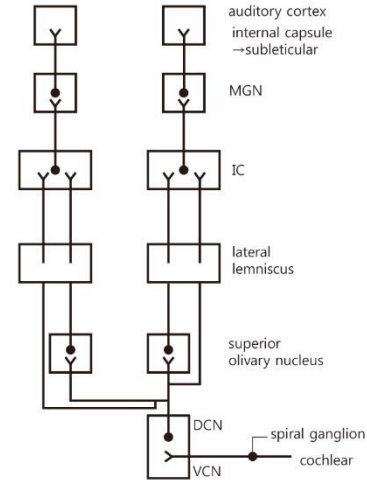 auditory cortex
internal capsule
→subleticular
MGN
IC
lateral
lemniscus
superior
olivary nucleus
DCN
spiral ganglion
cochlear
VCN